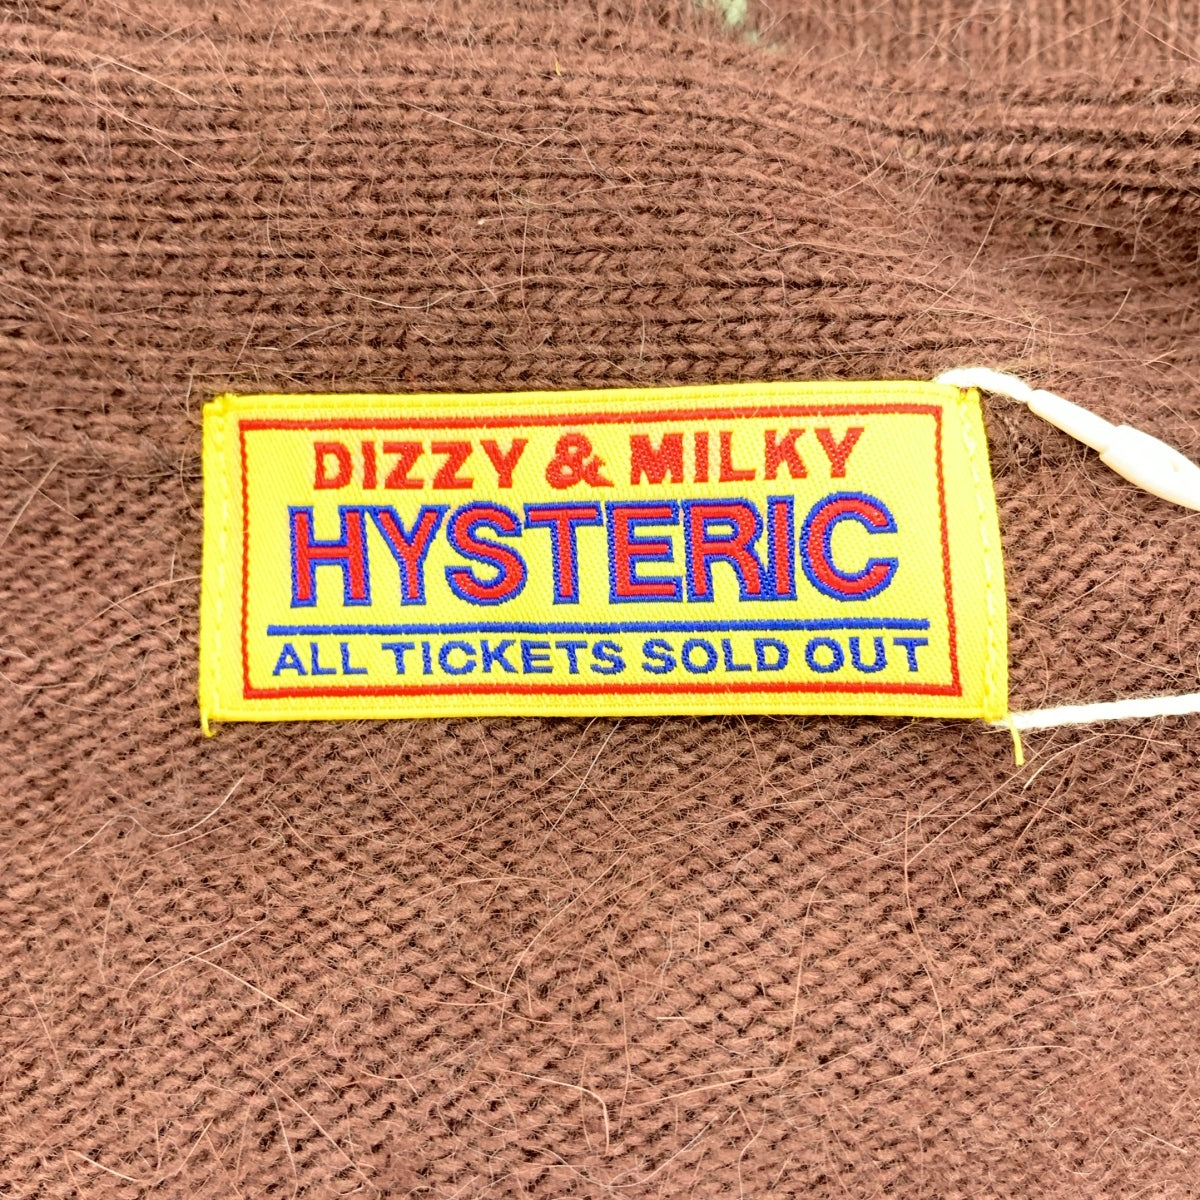 DIZZY & MILKY
HYSTERIC
ALL TICKETS SOLD OUT